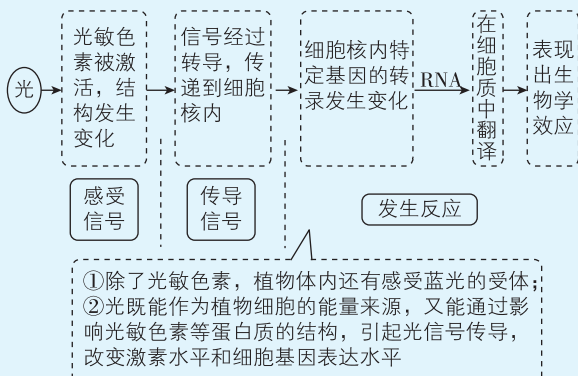 光
光敏色
素被激
活，结
构发生
变化
信号经过
转导，传
递到细胞
核内
细胞核内特
定基因的转
录发生变化
RNA
在细胞质中翻译
表现
出生
物学
效应
感受
信号
传导
信号
发生反应
①除了光敏色素，植物体内还有感受蓝光的受体；
②光既能作为植物细胞的能量来源，又能通过影
响光敏色素等蛋白质的结构，引起光信号传导，
改变激素水平和细胞基因表达水平